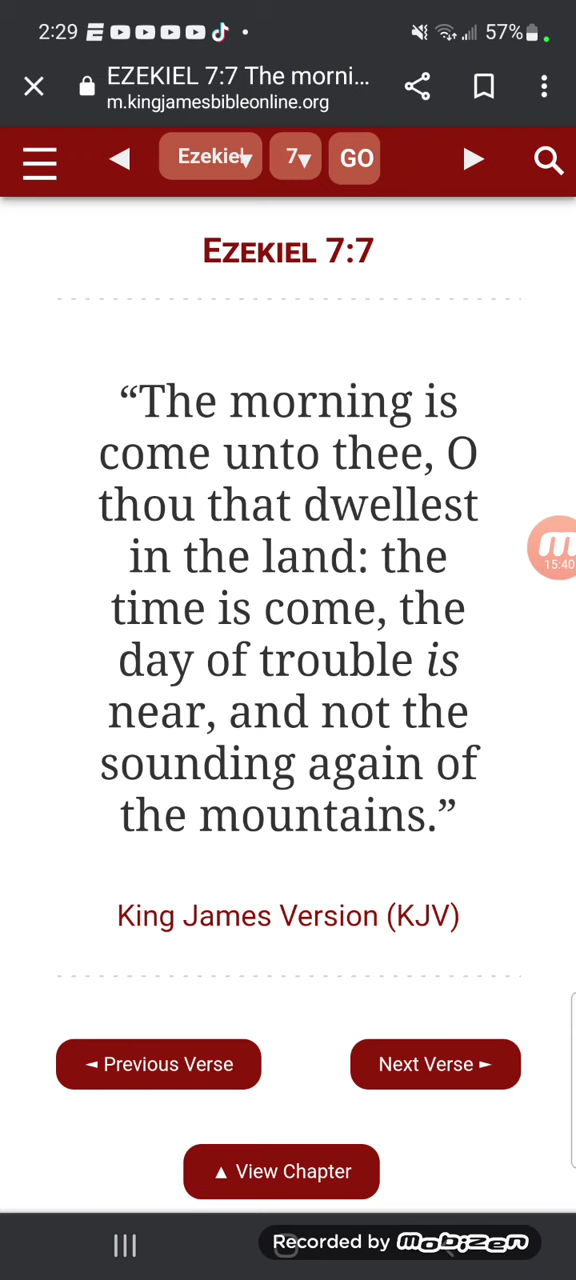 2:29 57%
EZEKIEL 7:7 The morni...
m.kingjamesbibleonline.org
Ezekiel 7 GO
EZEKIEL 7:7
“The morning is
come unto thee, O
thou that dwellest
in the land: the
time is come, the
day of trouble is
near, and not the
sounding again of
the mountains.”
15:40
King James Version (KJV)
◄ Previous Verse
Next Verse ►
▲ View Chapter
Recorded by mobizen